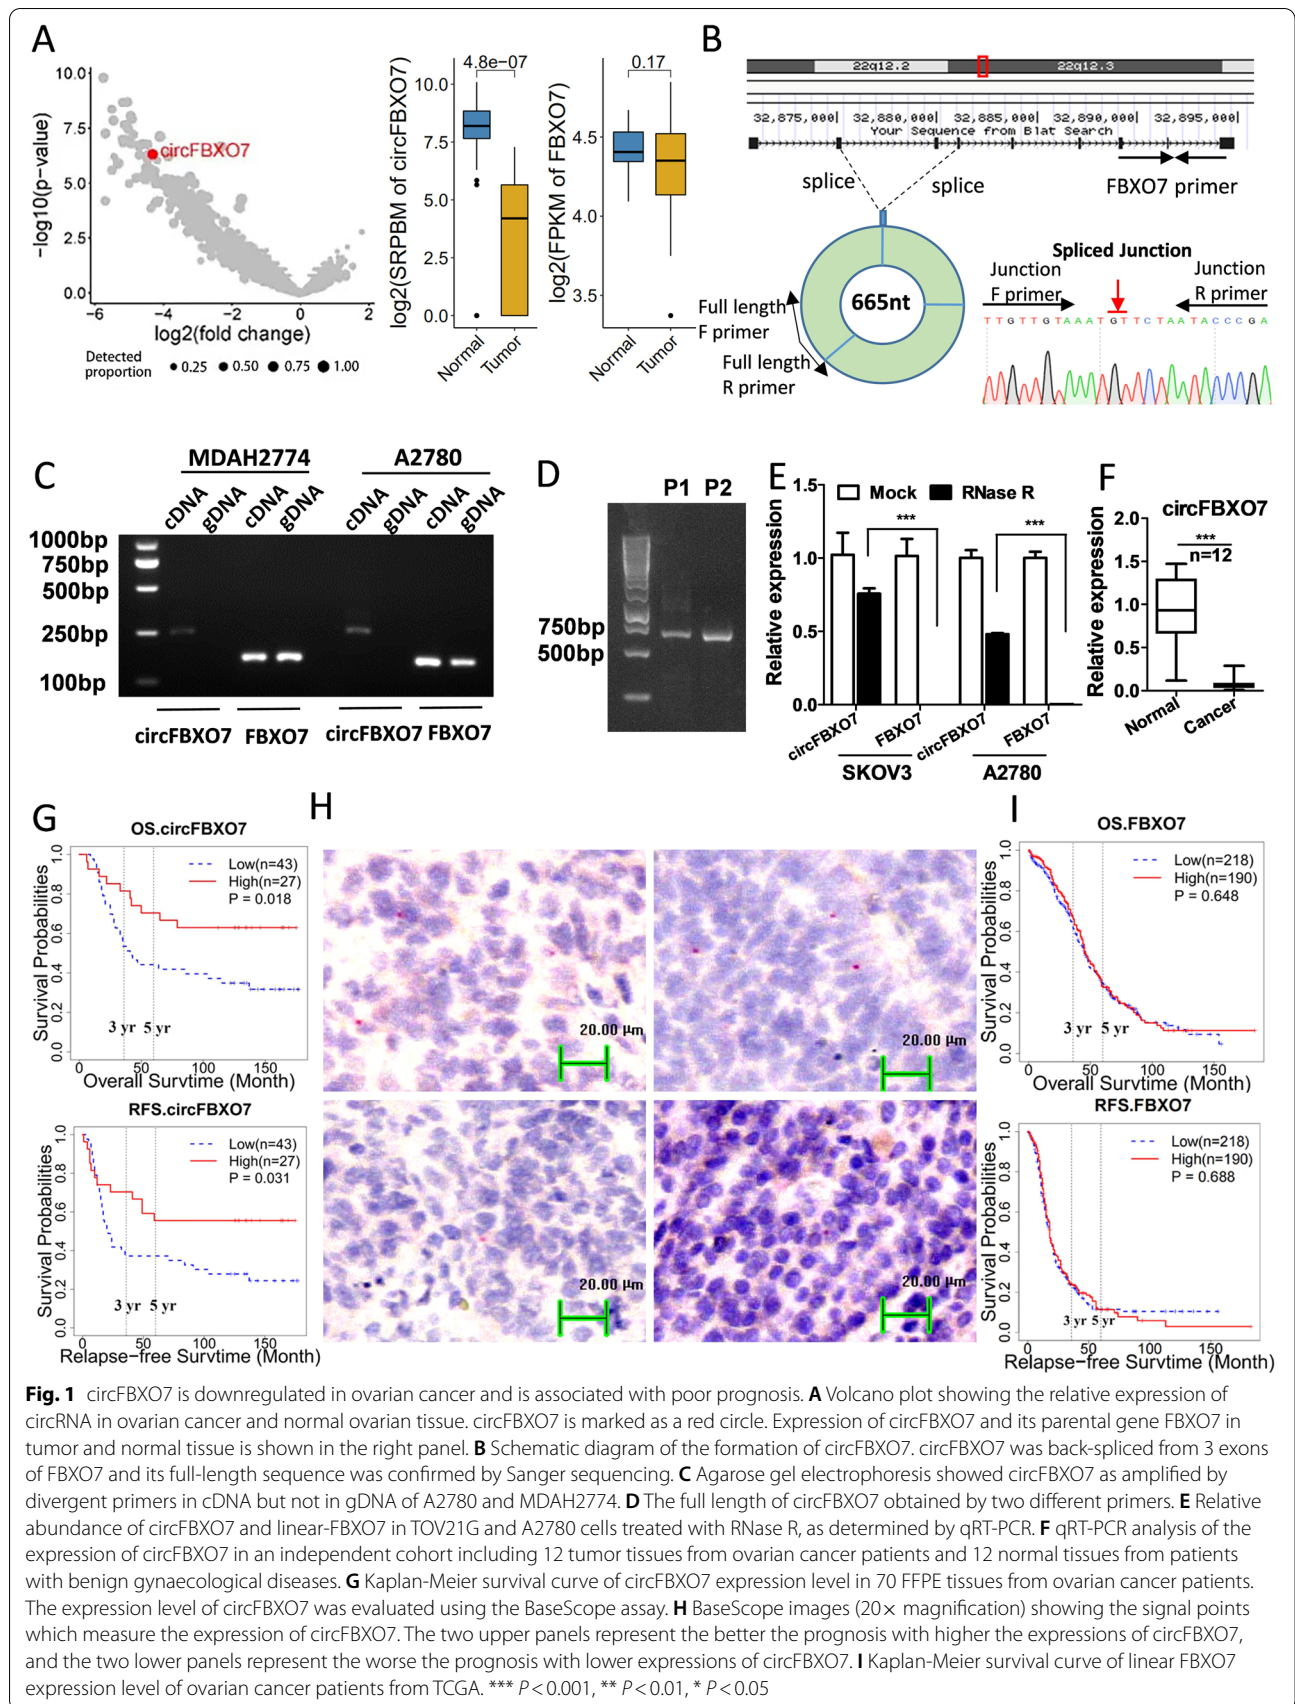 A
10.0
7.5
5.0
2.5
0.0
−log10(p-value)
circFBXO7
−6
−4
−2
0
2
log2(fold change)
Detected
proportion
0.25
0.50
0.75
1.00
4.8e−07
10.0
7.5
5.0
2.5
0.0
log2(SRPBM of circFBXO7)
Normal
Tumor
0.17
4.5
4.0
3.5
log2(FPKM of FBXO7)
Normal
Tumor
B
22q12.2
22q12.3
32,875,000
32,880,000
32,885,000
32,890,000
32,895,000
Your Sequence from Blat Search
splice
splice
FBXO7 primer
665nt
Full length
F primer
Full length
R primer
Spliced Junction
Junction
F primer
Junction
R primer
T T G T T G T A A A T G T T C T A A T A C C C G A
C
MDAH2774
A2780
cDNA
gDNA
cDNA
gDNA
cDNA
gDNA
cDNA
gDNA
1000bp
750bp
500bp
250bp
100bp
circFBXO7
FBXO7
circFBXO7
FBXO7
D
P1
P2
750bp
500bp
E
Mock
RNase R
***
***
1.5
1.0
0.5
0.0
Relative expression
circFBXO7
FBXO7
circFBXO7
FBXO7
SKOV3
A2780
F
circFBXO7
***
n=12
2.0
1.5
1.0
0.5
0.0
Relative expression
Normal
Cancer
G
OS.circFBXO7
Low(n=43)
High(n=27)
P = 0.018
1.0
0.8
0.6
0.4
0.2
0.0
Survival Probabilities
3 yr
5 yr
0
50
100
150
Overall Survtime (Month)
RFS.circFBXO7
Low(n=43)
High(n=27)
P = 0.031
1.0
0.8
0.6
0.4
0.2
0.0
Survival Probabilities
3 yr
5 yr
0
50
100
150
Relapse−free Survtime (Month)
H
20.00 µm
20.00 µm
20.00 µm
20.00 µm
I
OS.FBXO7
Low(n=218)
High(n=190)
P = 0.648
1.0
0.8
0.6
0.4
0.2
0.0
Survival Probabilities
3 yr
5 yr
0
50
100
150
Overall Survtime (Month)
RFS.FBXO7
Low(n=218)
High(n=190)
P = 0.688
1.0
0.8
0.6
0.4
0.2
0.0
Survival Probabilities
3 yr
5 yr
0
50
100
150
Relapse−free Survtime (Month)
Fig. 1 circFBXO7 is downregulated in ovarian cancer and is associated with poor prognosis. A Volcano plot showing the relative expression of
circRNA in ovarian cancer and normal ovarian tissue. circFBXO7 is marked as a red circle. Expression of circFBXO7 and its parental gene FBXO7 in
tumor and normal tissue is shown in the right panel. B Schematic diagram of the formation of circFBXO7. circFBXO7 was back-spliced from 3 exons
of FBXO7 and its full-length sequence was confirmed by Sanger sequencing. C Agarose gel electrophoresis showed circFBXO7 as amplified by
divergent primers in cDNA but not in gDNA of A2780 and MDAH2774. D The full length of circFBXO7 obtained by two different primers. E Relative
abundance of circFBXO7 and linear-FBXO7 in TOV21G and A2780 cells treated with RNase R, as determined by qRT-PCR. F qRT-PCR analysis of the
expression of circFBXO7 in an independent cohort including 12 tumor tissues from ovarian cancer patients and 12 normal tissues from patients
with benign gynaecological diseases. G Kaplan-Meier survival curve of circFBXO7 expression level in 70 FFPE tissues from ovarian cancer patients.
The expression level of circFBXO7 was evaluated using the BaseScope assay. H BaseScope images (20× magnification) showing the signal points
which measure the expression of circFBXO7. The two upper panels represent the better the prognosis with higher the expressions of circFBXO7,
and the two lower panels represent the worse the prognosis with lower expressions of circFBXO7. I Kaplan-Meier survival curve of linear FBXO7
expression level of ovarian cancer patients from TCGA. *** P < 0.001, ** P < 0.01, * P < 0.05